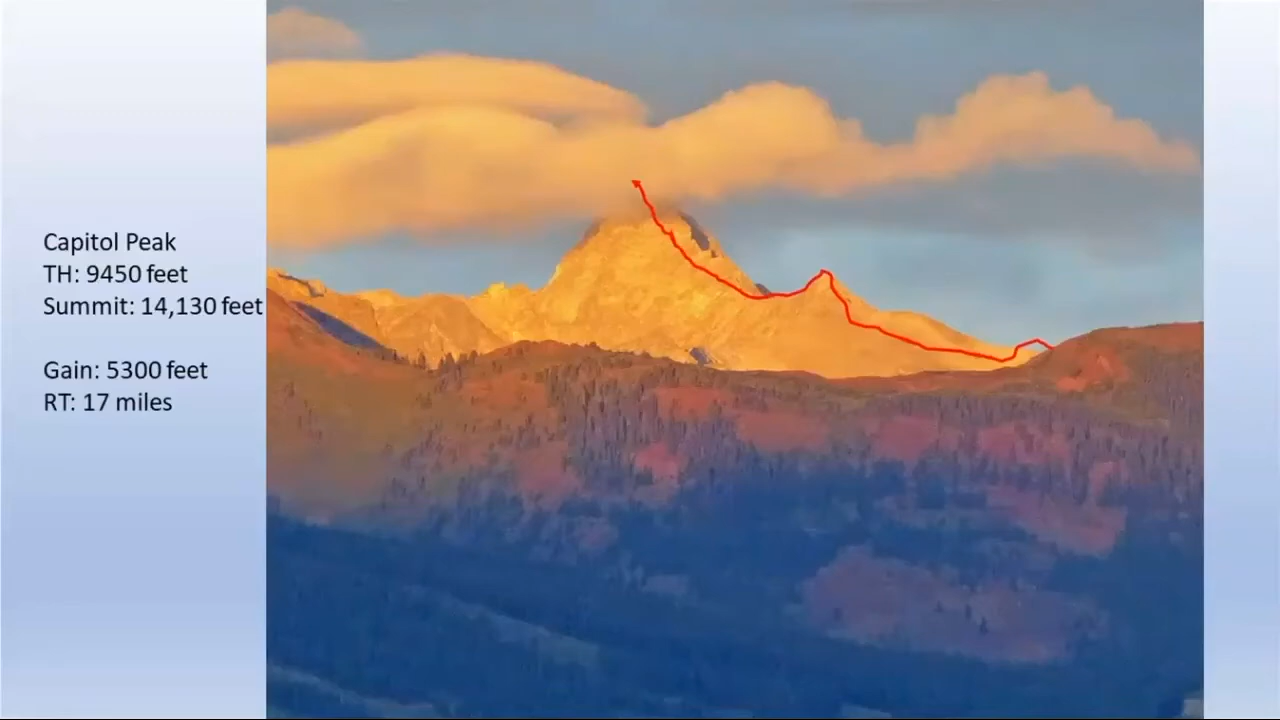 Capitol Peak
TH: 9450 feet
Summit: 14,130 feet
Gain: 5300 feet
RT: 17 miles